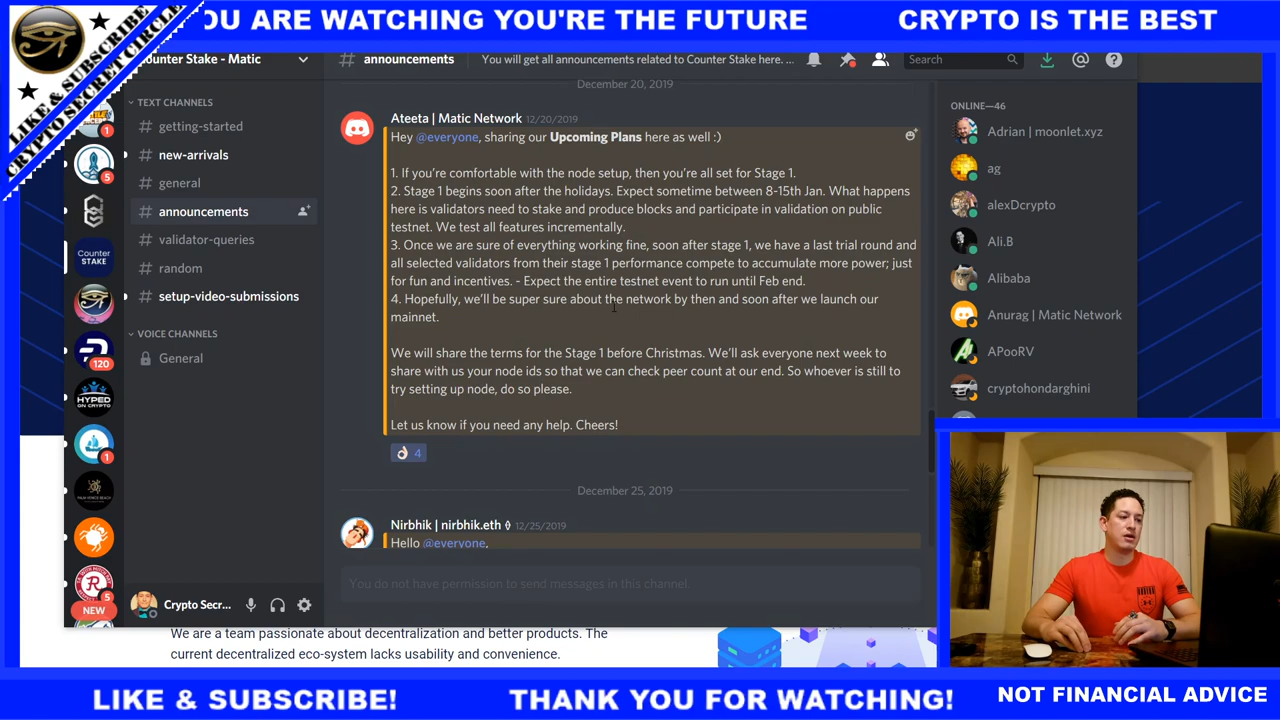 OU ARE WATCHING YOU'RE THE FUTURE
CRYPTO IS THE BEST
LIKE & SUBSCRIBE
CRYPTO SECRET CIRCLE
ounter Stake - Matic
# announcements
You will get all announcements related to Counter Stake here. ...
Search
TEXT CHANNELS
# getting-started
# new-arrivals
# general
# announcements
# validator-queries
# random
# setup-video-submissions
VOICE CHANNELS
General
1
5
Counter
STAKE
120
HYPED
ON CRYPTO
1
5
NEW
Crypto Secr...
December 20, 2019
Ateeta | Matic Network 12/20/2019
Hey @everyone, sharing our Upcoming Plans here as well :)
1. If you're comfortable with the node setup, then you're all set for Stage 1.
2. Stage 1 begins soon after the holidays. Expect sometime between 8-15th Jan. What happens
here is validators need to stake and produce blocks and participate in validation on public
testnet. We test all features incrementally.
3. Once we are sure of everything working fine, soon after stage 1, we have a last trial round and
all selected validators from their stage 1 performance compete to accumulate more power; just
for fun and incentives. - Expect the entire testnet event to run until Feb end.
4. Hopefully, we'll be super sure about the network by then and soon after we launch our
mainnet.
We will share the terms for the Stage 1 before Christmas. We'll ask everyone next week to
share with us your node ids so that we can check peer count at our end. So whoever is still to
try setting up node, do so please.
Let us know if you need any help. Cheers!
4
December 25, 2019
Nirbhik | nirbhik.eth 12/25/2019
Hello @everyone,
You do not have permission to send messages in this channel.
ONLINE—46
Adrian | moonlet.xyz
ag
alexDcrypto
Ali.B
Alibaba
Anurag | Matic Network
APooRV
cryptohondarghini
We are a team passionate about decentralization and better products. The
current decentralized eco-system lacks usability and convenience.
LIKE & SUBSCRIBE!
THANK YOU FOR WATCHING!
NOT FINANCIAL ADVICE